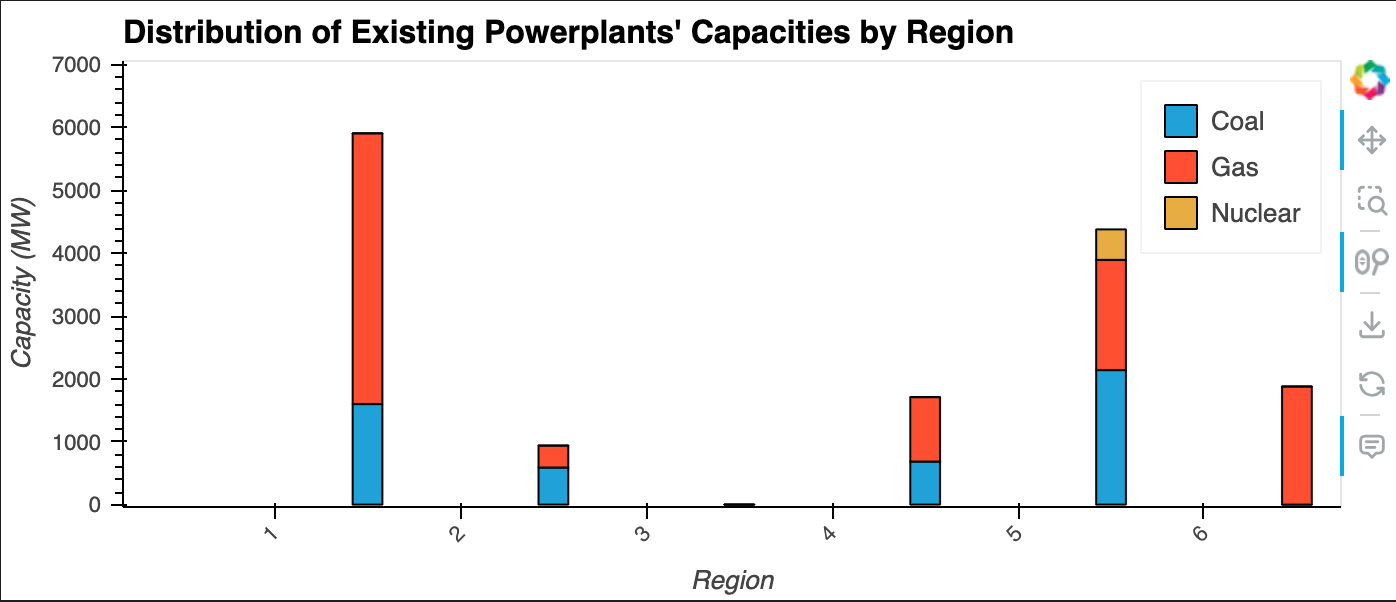 Distribution of Existing Powerplants' Capacities by Region
7000
6000
5000
4000
3000
2000
1000
0
Capacity (MW)
Coal
Gas
Nuclear
1
2
3
4
5
6
Region